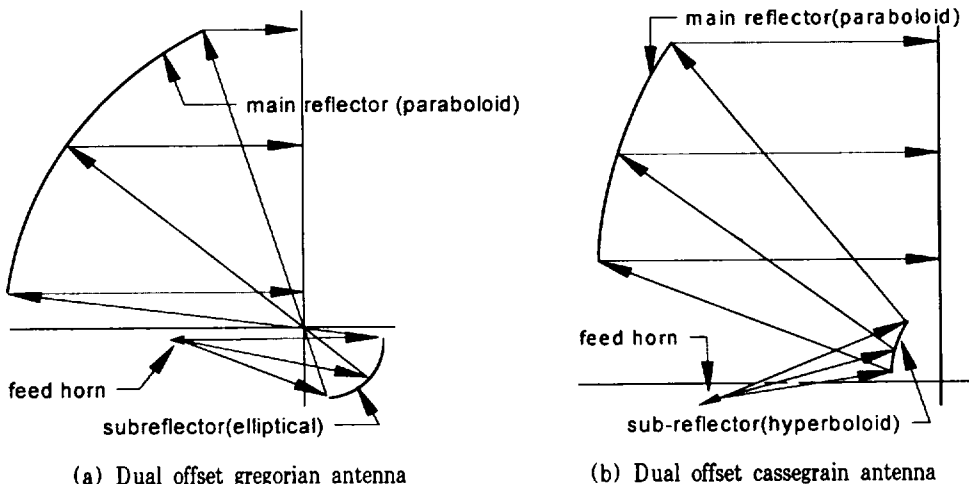 main reflector (paraboloid)
feed horn
subreflector(elliptical)
(a) Dual offset gregorian antenna
main reflector(paraboloid)
feed horn
sub-reflector(hyperboloid)
(b) Dual offset cassegrain antenna